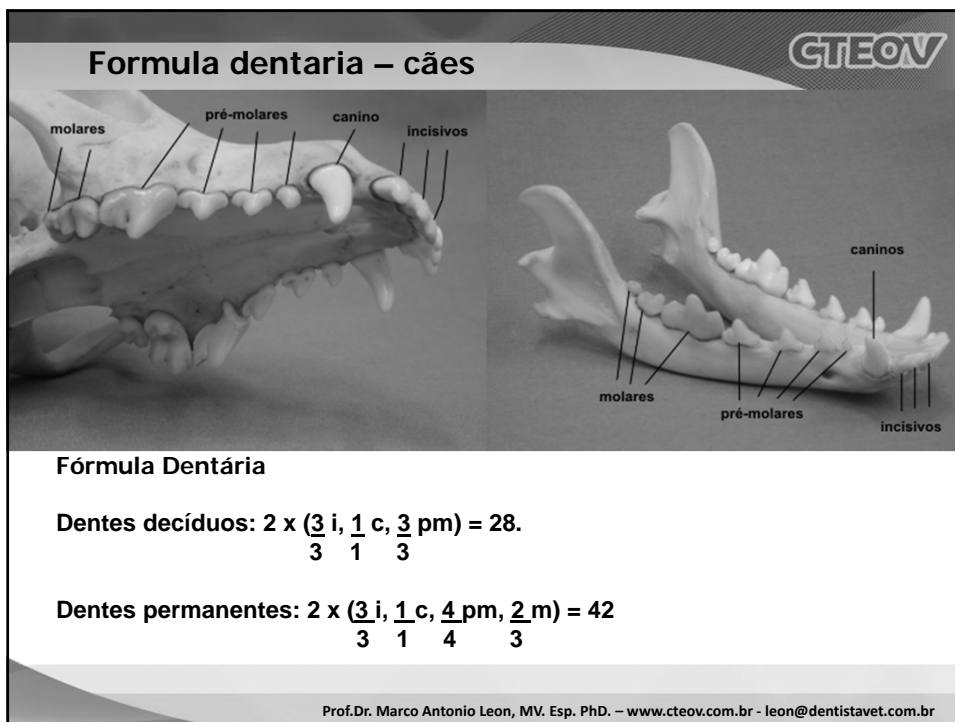 Formula dentaria – cães
CTEOV
molares
pré-molares
canino
incisivos
caninos
molares
pré-molares
incisivos
Fórmula Dentária
Dentes decíduos: 2 x (3 i, 1 c, 3 pm) = 28.
3 1 3
Dentes permanentes: 2 x (3 i, 1 c, 4 pm, 2 m) = 42
3 1 4 3
Prof.Dr. Marco Antonio Leon, MV. Esp. PhD. – www.cteov.com.br - leon@dentistavet.com.br